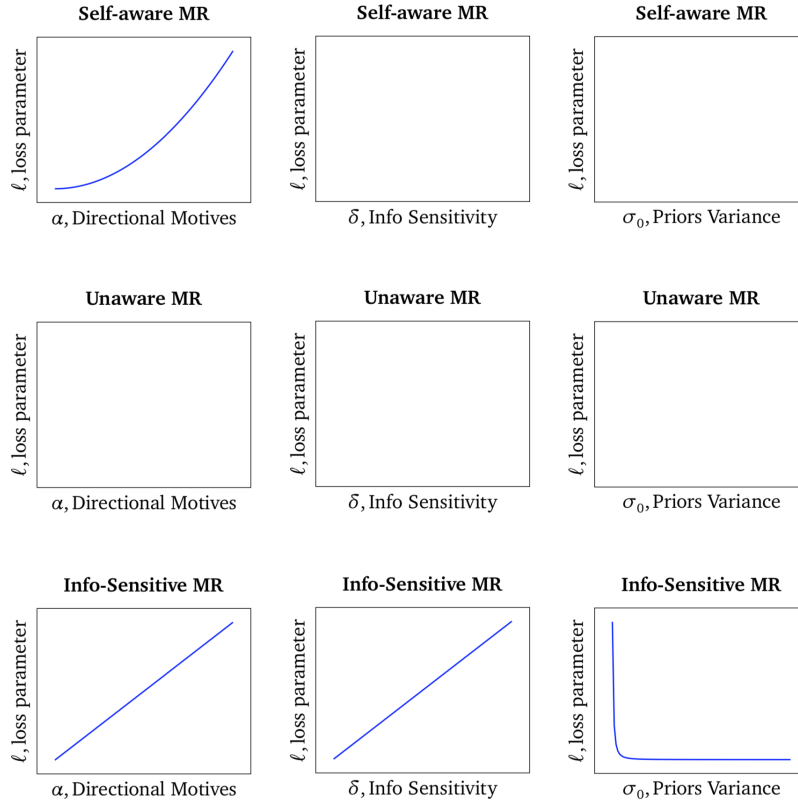 Self-aware MR
Self-aware MR
Self-aware MR
ℓ, loss parameter
ℓ, loss parameter
ℓ, loss parameter
α, Directional Motives
δ, Info Sensitivity
σ₀, Priors Variance
Unaware MR
Unaware MR
Unaware MR
ℓ, loss parameter
ℓ, loss parameter
ℓ, loss parameter
α, Directional Motives
δ, Info Sensitivity
σ₀, Priors Variance
Info-Sensitive MR
Info-Sensitive MR
Info-Sensitive MR
ℓ, loss parameter
ℓ, loss parameter
ℓ, loss parameter
α, Directional Motives
δ, Info Sensitivity
σ₀, Priors Variance